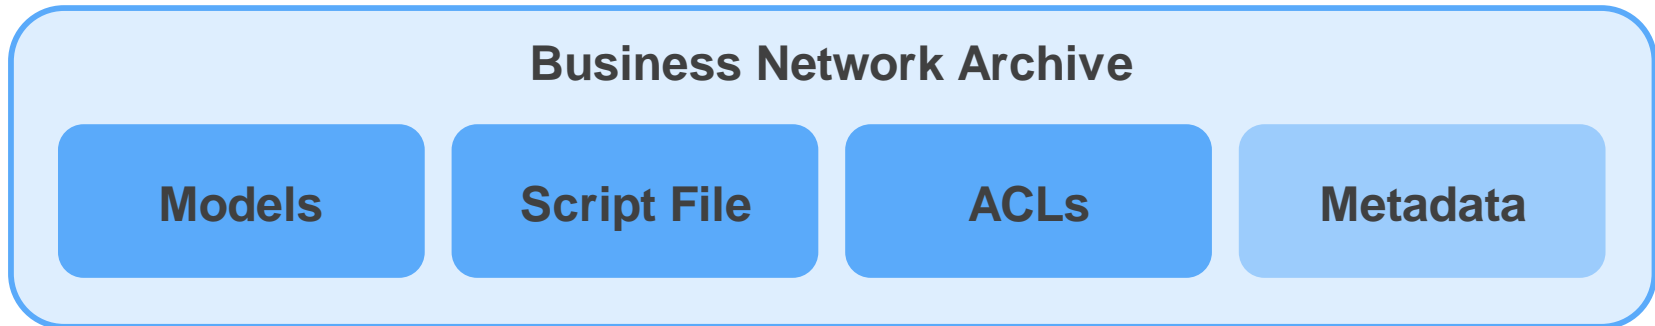 Business Network Archive
Models
Script File
ACLs
Metadata